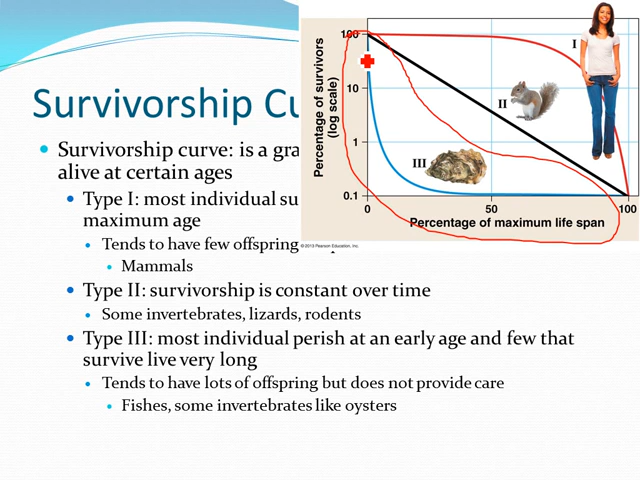 Survivorship Cu
Survivorship curve: is a gra
alive at certain ages
Type I: most individual su
maximum age
Tends to have few offspring
Mammals
Type II: survivorship is constant over time
Some invertebrates, lizards, rodents
Type III: most individual perish at an early age and few that
survive live very long
Tends to have lots of offspring but does not provide care
Fishes, some invertebrates like oysters
Percentage of survivors
(log scale)
100
10
1
0.1
I
II
III
0 50 100
Percentage of maximum life span
© 2013 Pearson Education, Inc.